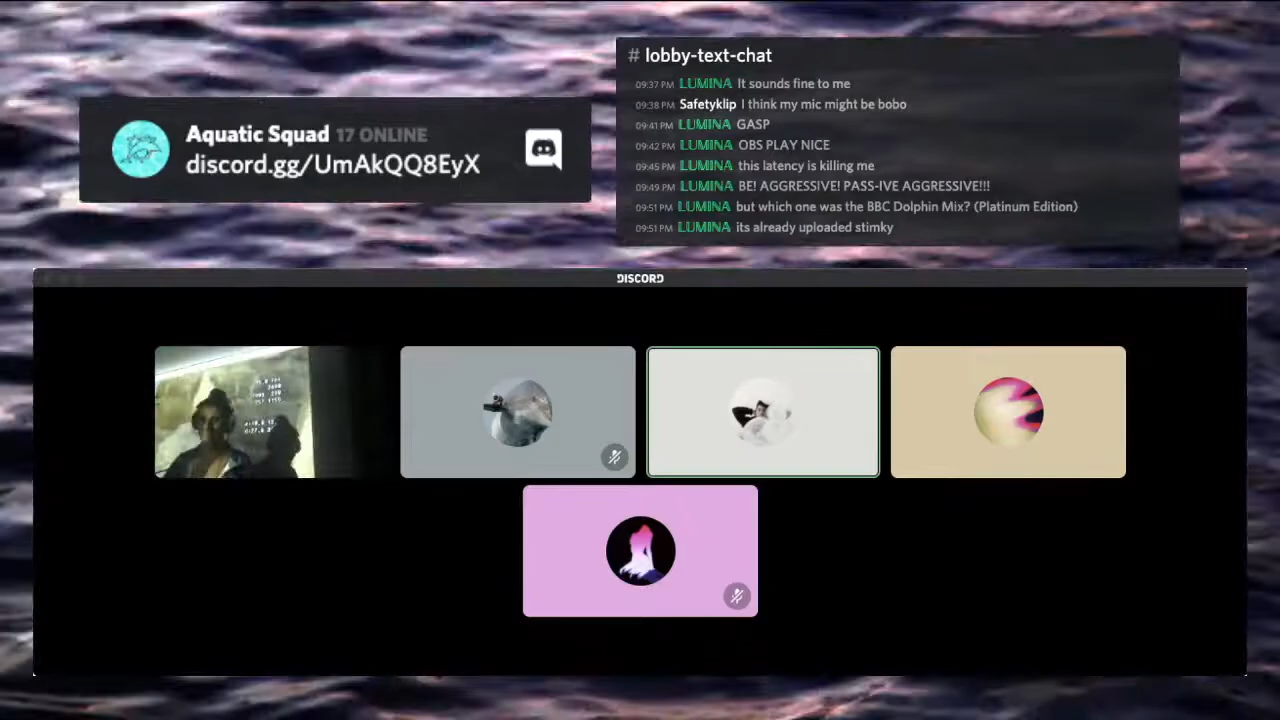 Aquatic Squad 17 ONLINE
discord.gg/UmAkQQ8EyX
# lobby-text-chat
09:37 PM LUMINA It sounds fine to me
09:38 PM Safetyklip I think my mic might be bobo
09:41 PM LUMINA GASP
09:42 PM LUMINA OBS PLAY NICE
09:45 PM LUMINA this latency is killing me
09:49 PM LUMINA BE! AGGRESSIVE! PASS-IVE AGGRESSIVE!!!
09:51 PM LUMINA but which one was the BBC Dolphin Mix? (Platinum Edition)
09:51 PM LUMINA its already uploaded stimky
DISCORD